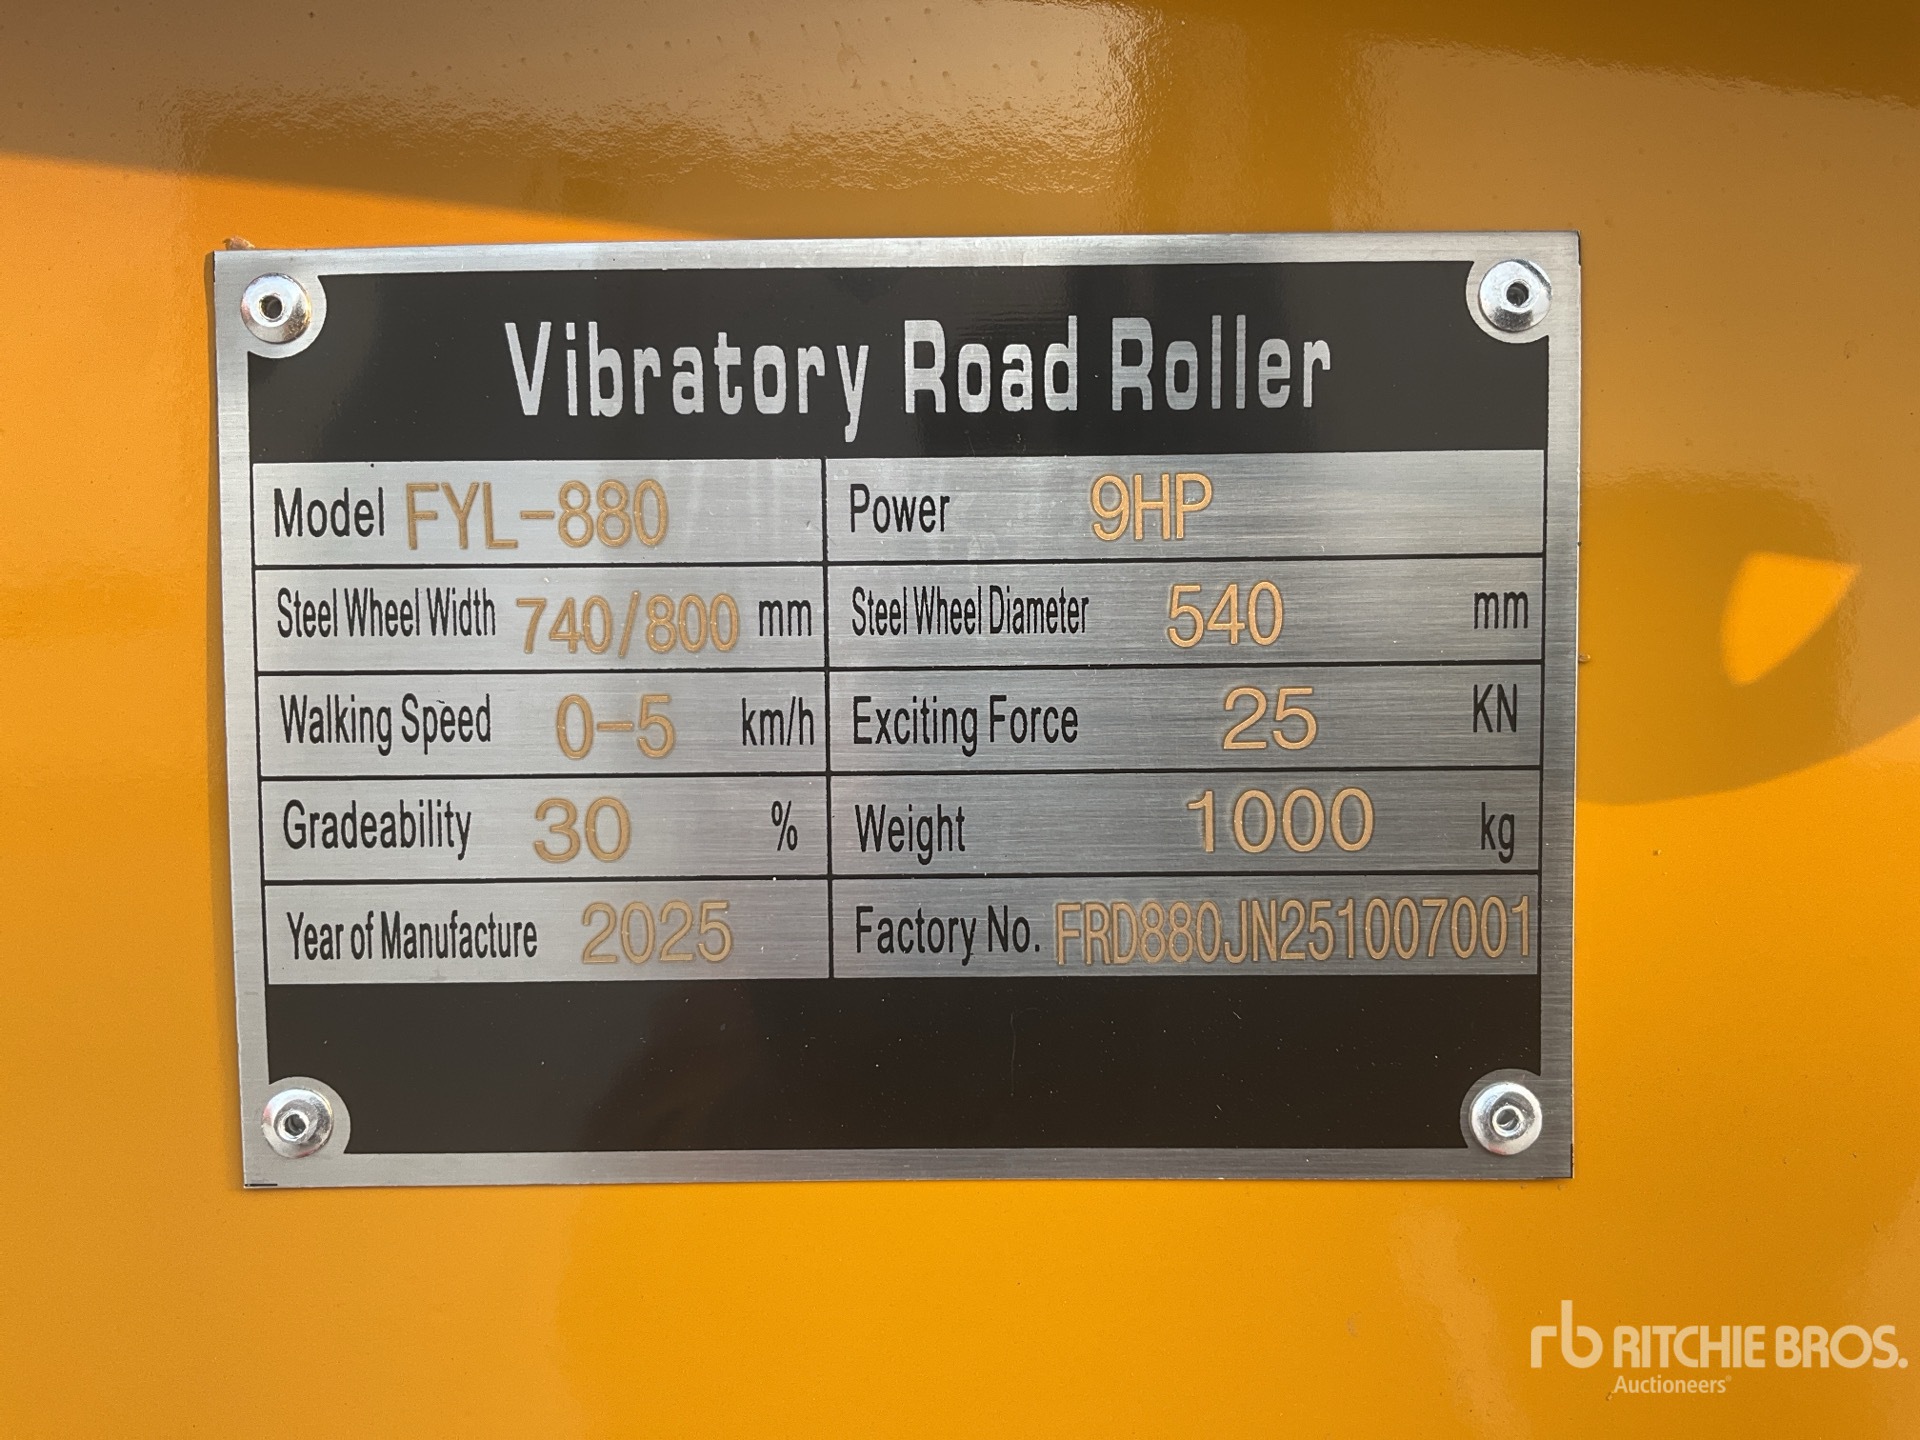 Vibratory Road Roller
Model FYL-880 Power 9HP
Steel Wheel Width 740/800 mm Steel Wheel Diameter 540 mm
Walking Speed 0-5 km/h Exciting Force 25 KN
Gradeability 30 % Weight 1000 kg
Year of Manufacture 2025 Factory No. FRD880JN251007001
rb RITCHIE BROS.
Auctioneers